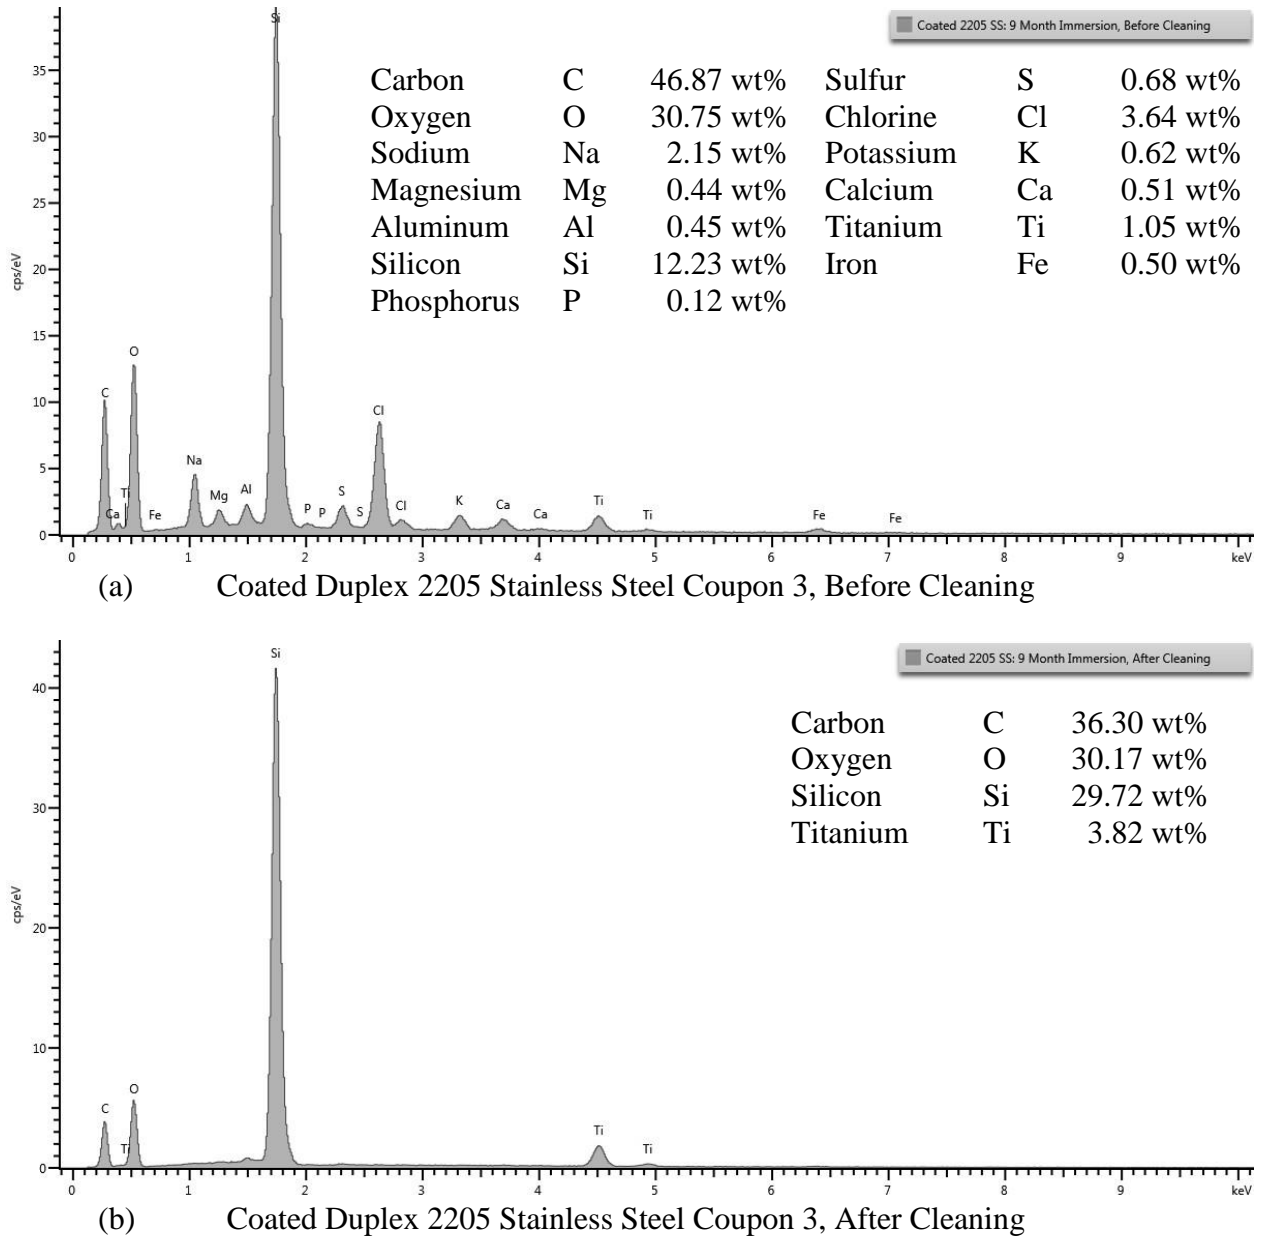 Coated 2205 SS: 9 Month Immersion, Before Cleaning
Carbon C 46.87 wt% Sulfur S 0.68 wt%
Oxygen O 30.75 wt% Chlorine Cl 3.64 wt%
Sodium Na 2.15 wt% Potassium K 0.62 wt%
Magnesium Mg 0.44 wt% Calcium Ca 0.51 wt%
Aluminum Al 0.45 wt% Titanium Ti 1.05 wt%
Silicon Si 12.23 wt% Iron Fe 0.50 wt%
Phosphorus P 0.12 wt%
cps/eV
35
30
25
20
15
10
5
0
Si
C
O
Ca
Ti
Fe
Na
Mg
Al
P
P
S
S
Cl
Cl
K
Ca
Ca
Ti
Ti
Fe
Fe
0 1 2 3 4 5 6 7 8 9 keV
(a) Coated Duplex 2205 Stainless Steel Coupon 3, Before Cleaning
Coated 2205 SS: 9 Month Immersion, After Cleaning
Carbon C 36.30 wt%
Oxygen O 30.17 wt%
Silicon Si 29.72 wt%
Titanium Ti 3.82 wt%
cps/eV
40
30
20
10
0
Si
C
O
Ti
Ti
Ti
0 1 2 3 4 5 6 7 8 9 keV
(b) Coated Duplex 2205 Stainless Steel Coupon 3, After Cleaning